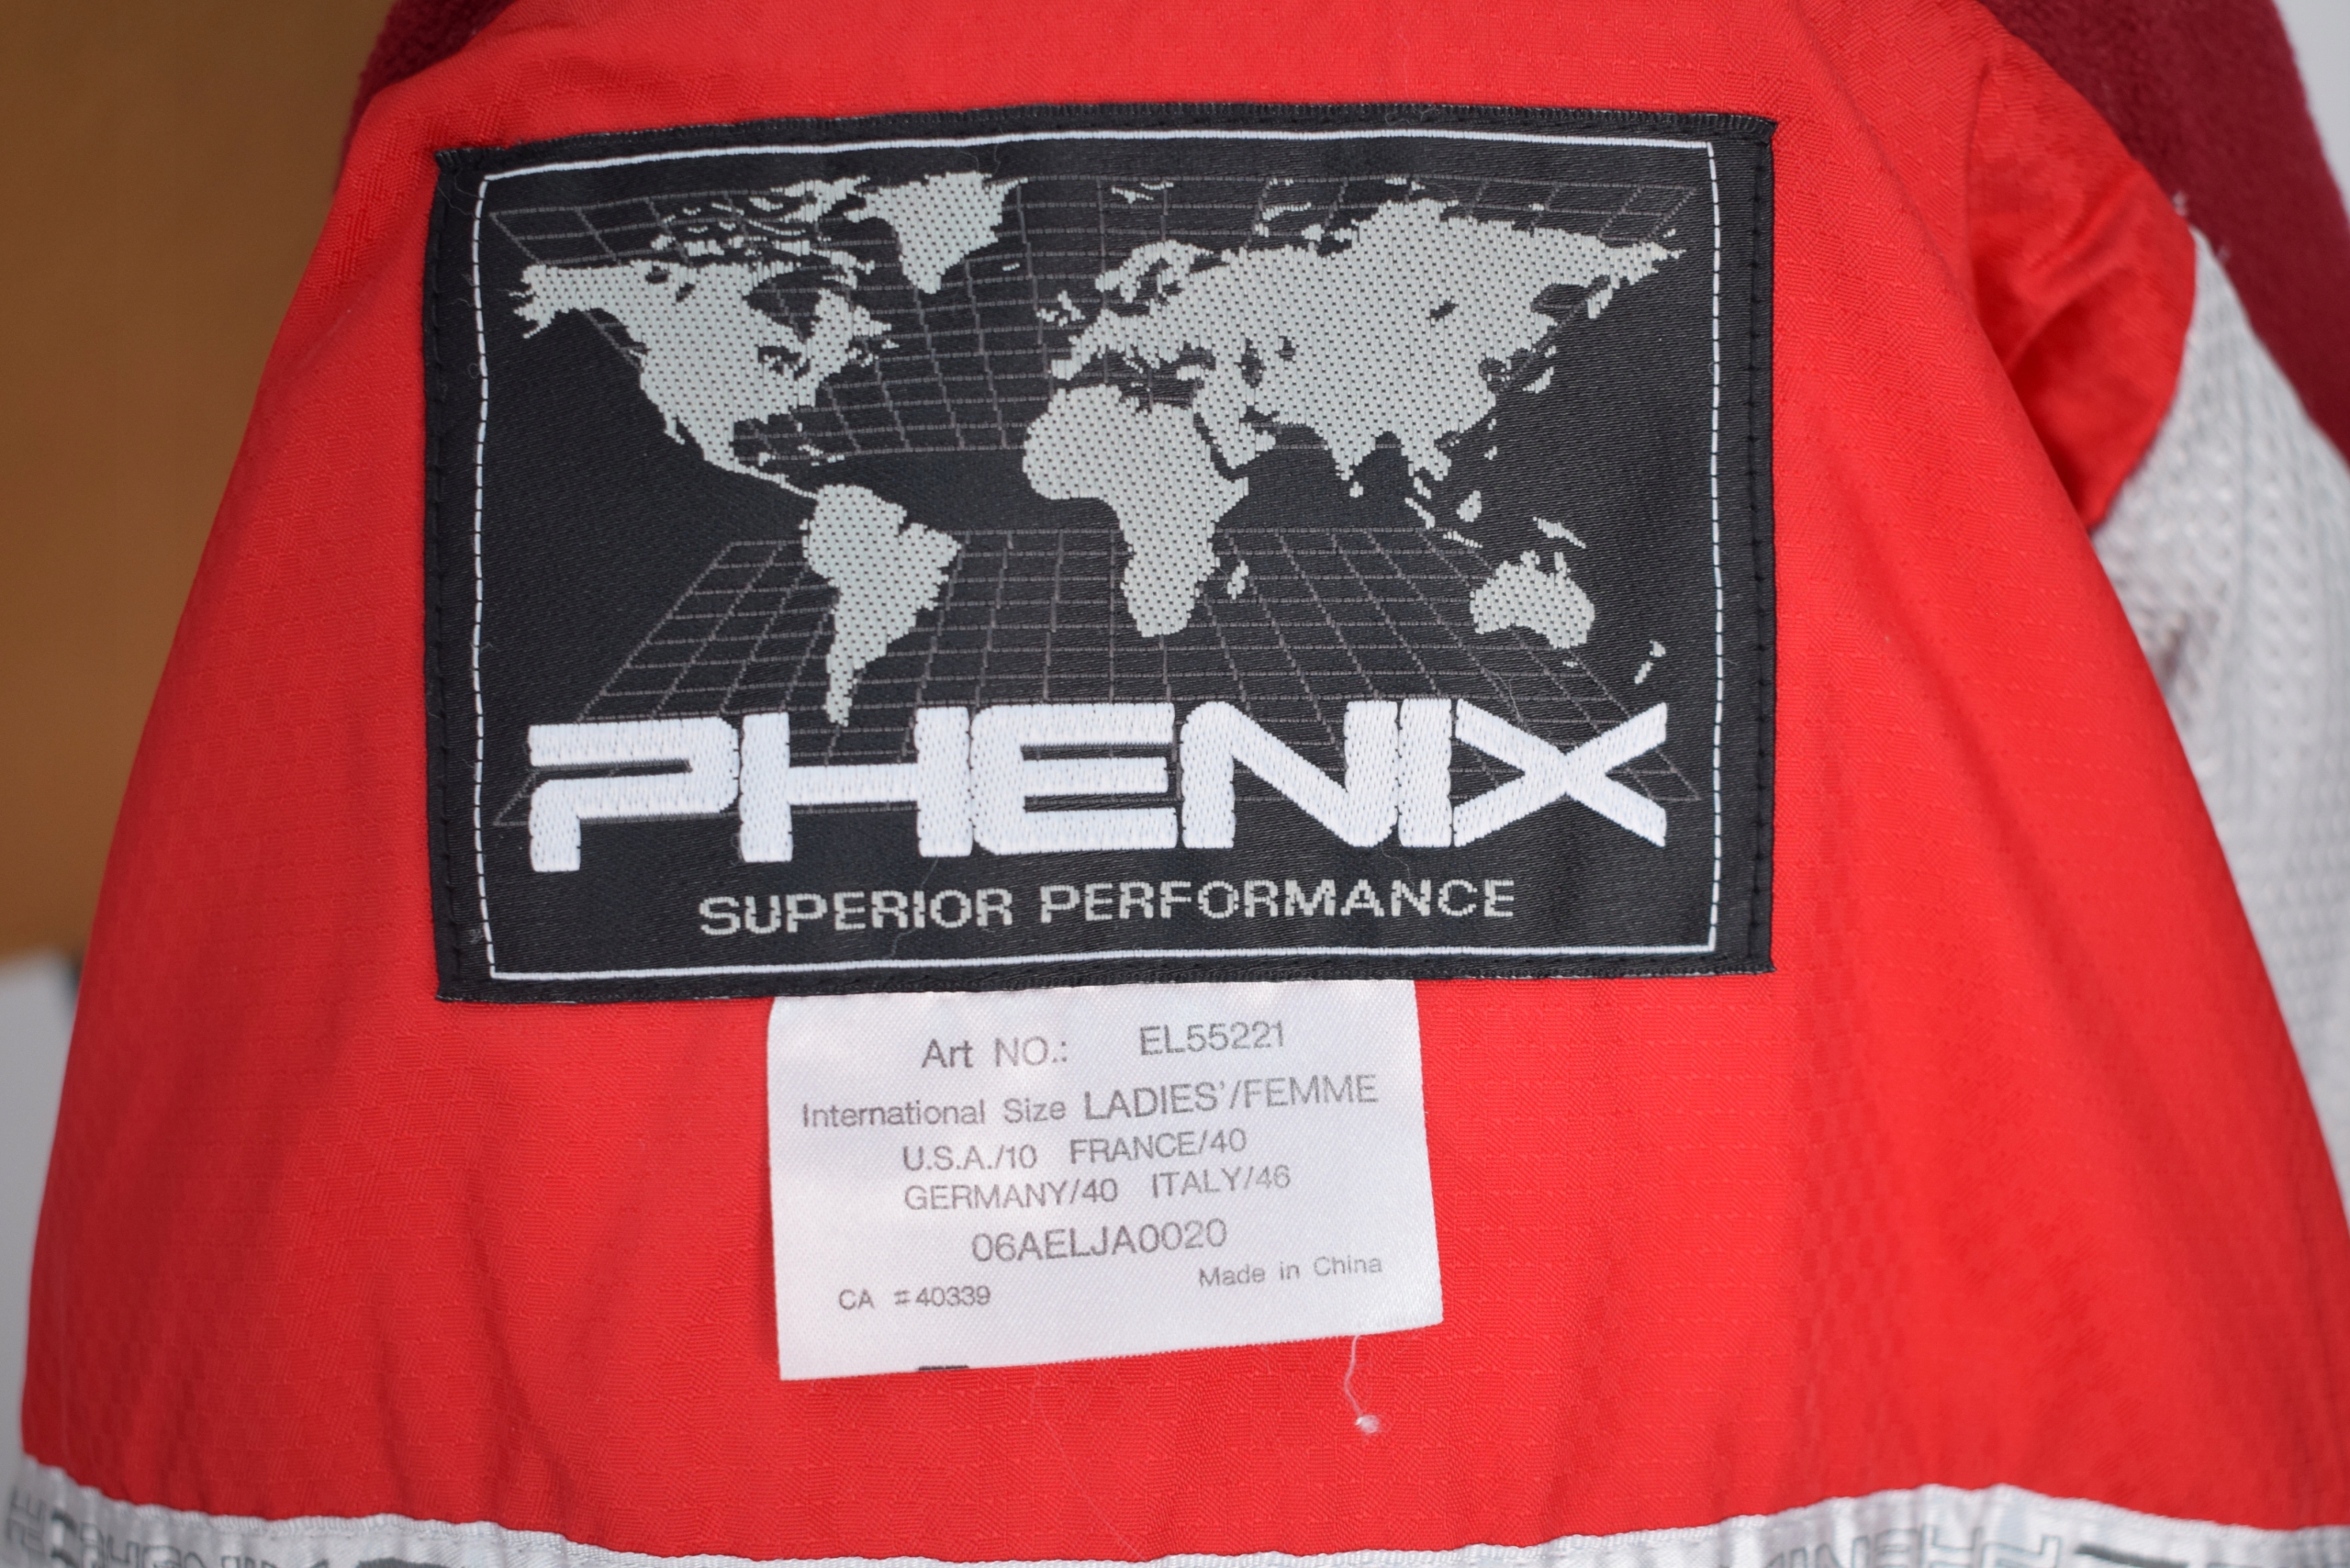 PHENIX
SUPERIOR PERFORMANCE
Art NO.: EL55221
International Size LADIES'/FEMME
U.S.A./10 FRANCE/40
GERMANY/40 ITALY/46
06AELJA0020
Made in China
CA #40339